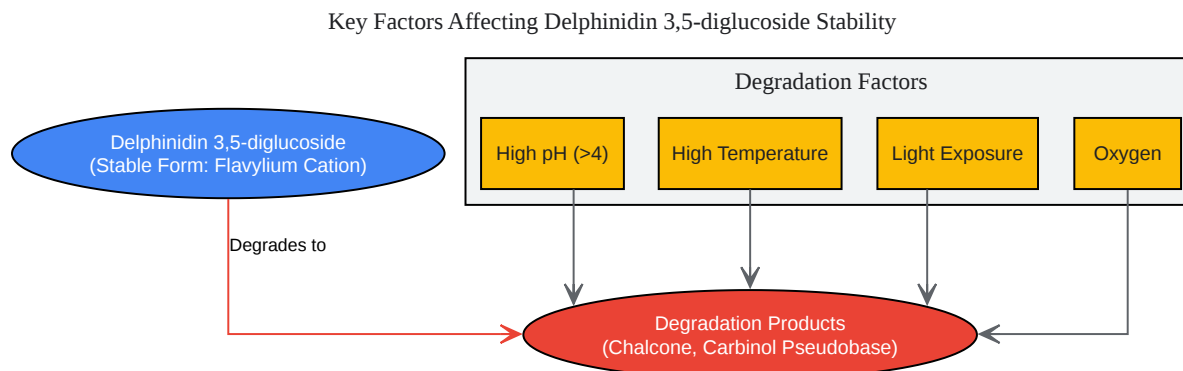 Key Factors Affecting Delphinidin 3,5-diglucoside Stability
Degradation Factors
Delphinidin 3,5-diglucoside
(Stable Form: Flavylium Cation)
High pH (>4)
High Temperature
Light Exposure
Oxygen
Degrades to
Degradation Products
(Chalcone, Carbinol Pseudobase)